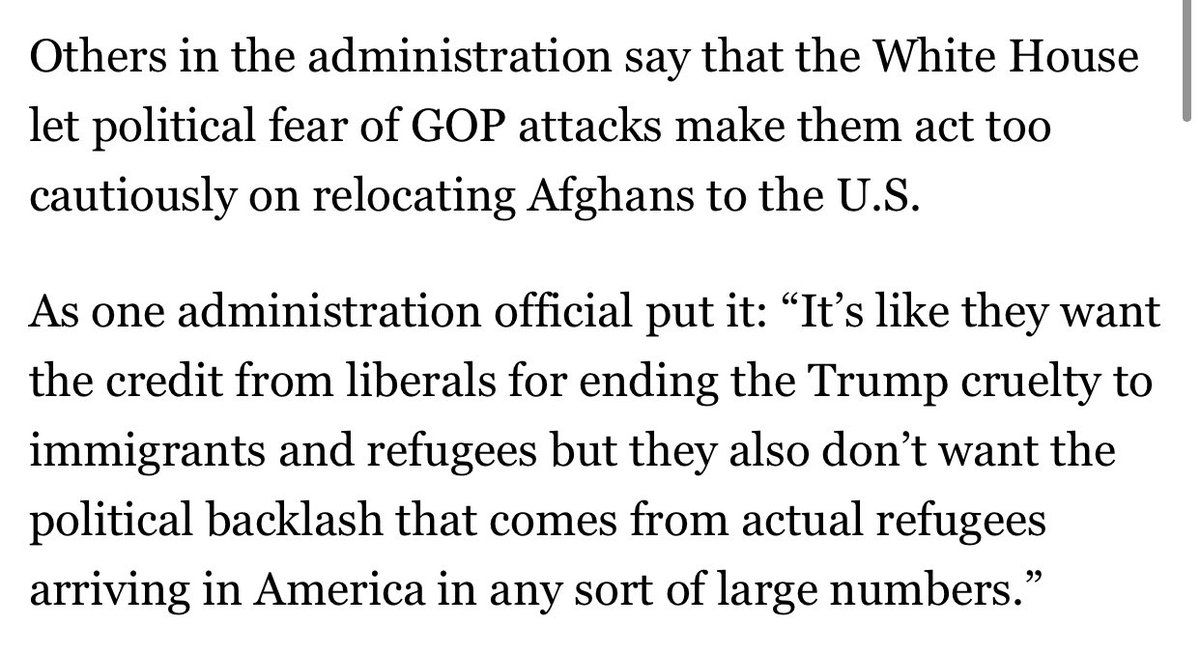 Others in the administration say that the White House
let political fear of GOP attacks make them act too
cautiously on relocating Afghans to the U.S.
As one administration official put it: “It’s like they want
the credit from liberals for ending the Trump cruelty to
immigrants and refugees but they also don’t want the
political backlash that comes from actual refugees
arriving in America in any sort of large numbers.”